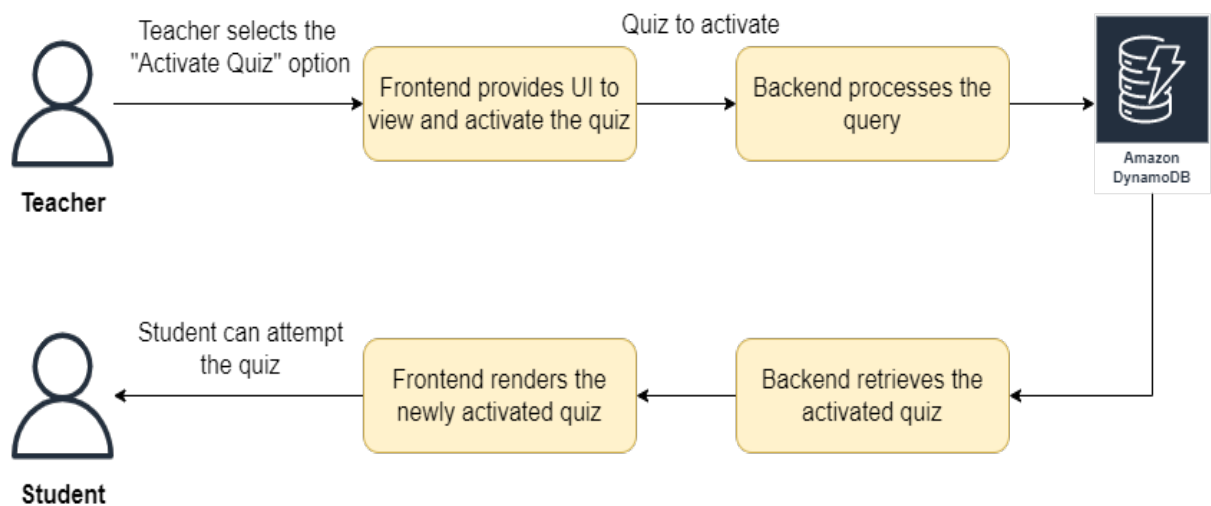 Teacher selects the
"Activate Quiz" option
Quiz to activate
Frontend provides UI to
view and activate the quiz
Backend processes the
query
Amazon
DynamoDB
Teacher
Student can attempt
the quiz
Frontend renders the
newly activated quiz
Backend retrieves the
activated quiz
Student